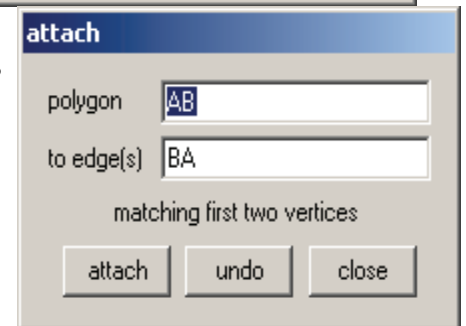 attach
polygon AB
to edge(s) BA
matching first two vertices
attach undo close